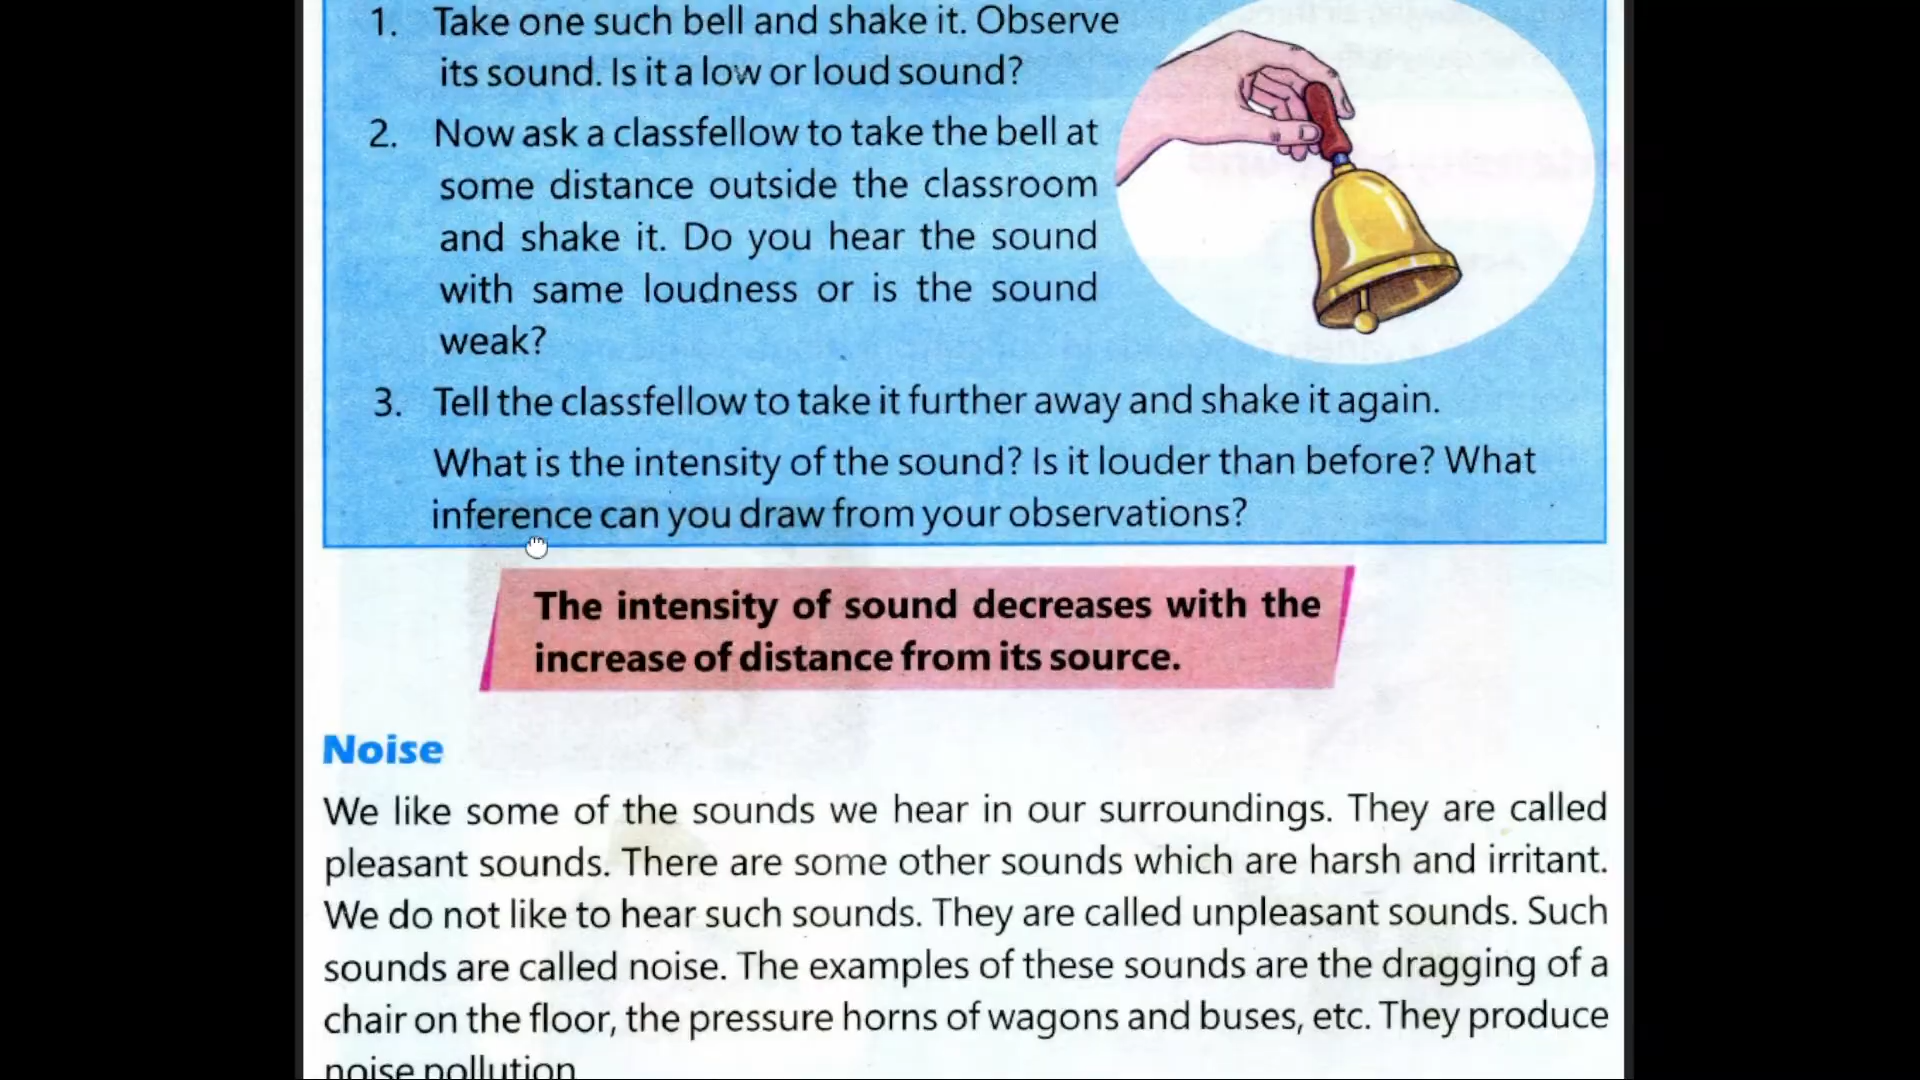 1. Take one such bell and shake it. Observe
its sound. Is it a low or loud sound?
2. Now ask a classfellow to take the bell at
some distance outside the classroom
and shake it. Do you hear the sound
with same loudness or is the sound
weak?
3. Tell the classfellow to take it further away and shake it again.
What is the intensity of the sound? Is it louder than before? What
inference can you draw from your observations?
The intensity of sound decreases with the
increase of distance from its source.
Noise
We like some of the sounds we hear in our surroundings. They are called
pleasant sounds. There are some other sounds which are harsh and irritant.
We do not like to hear such sounds. They are called unpleasant sounds. Such
sounds are called noise. The examples of these sounds are the dragging of a
chair on the floor, the pressure horns of wagons and buses, etc. They produce
noise pollution